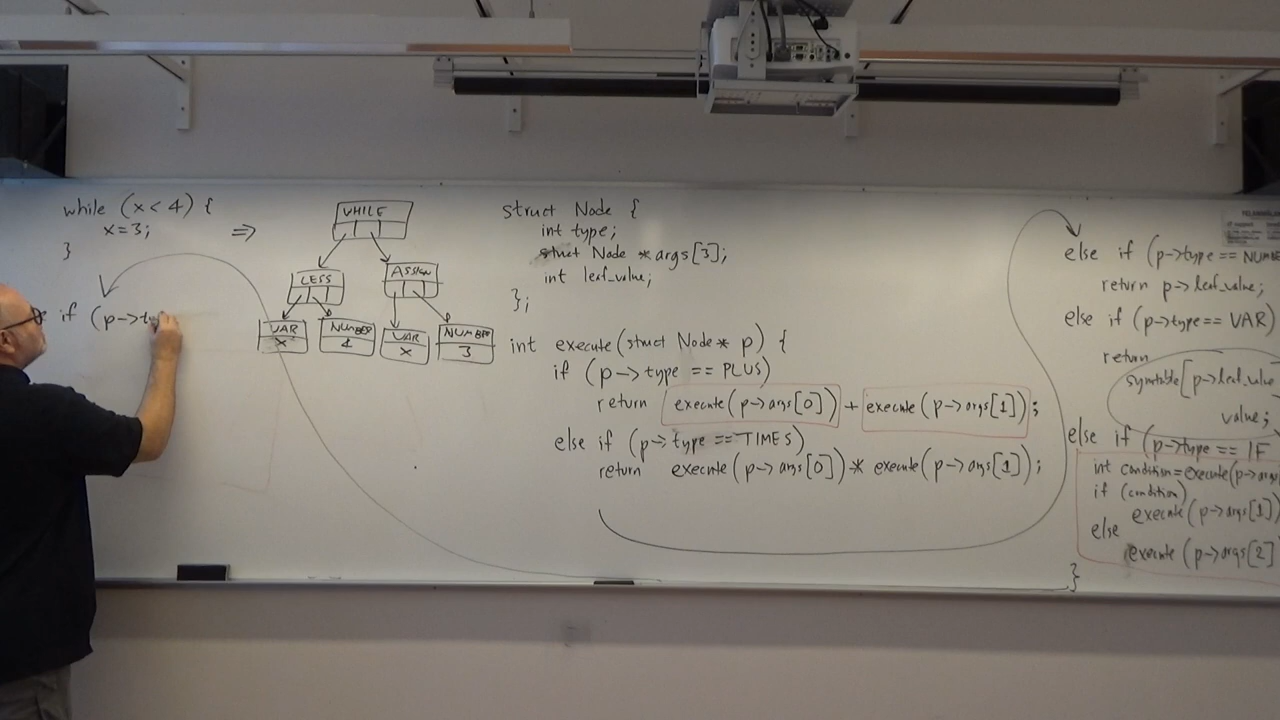 while (x < 4) {
x=3;
}
⇒
if (p->ty
WHILE
LESS
ASSIGN
VAR
x
NUMBER
4
VAR
x
NUMBER
3
struct Node {
int type;
struct Node *args[3];
int leaf_value;
};
int execute(struct Node* p) {
if (p->type == PLUS)
return execute(p->args[0]) + execute(p->args[1]);
else if (p->type == TIMES)
return execute(p->args[0]) * execute(p->args[1]);
else if (p->type == NUMBE
return p->leaf_value;
else if (p->type == VAR)
return
symtable[p->leaf_value
value;
else if (p->type == IF
int condition=execute(p->args
if (condition)
execute(p->args[1])
else
execute(p->args[2]
}